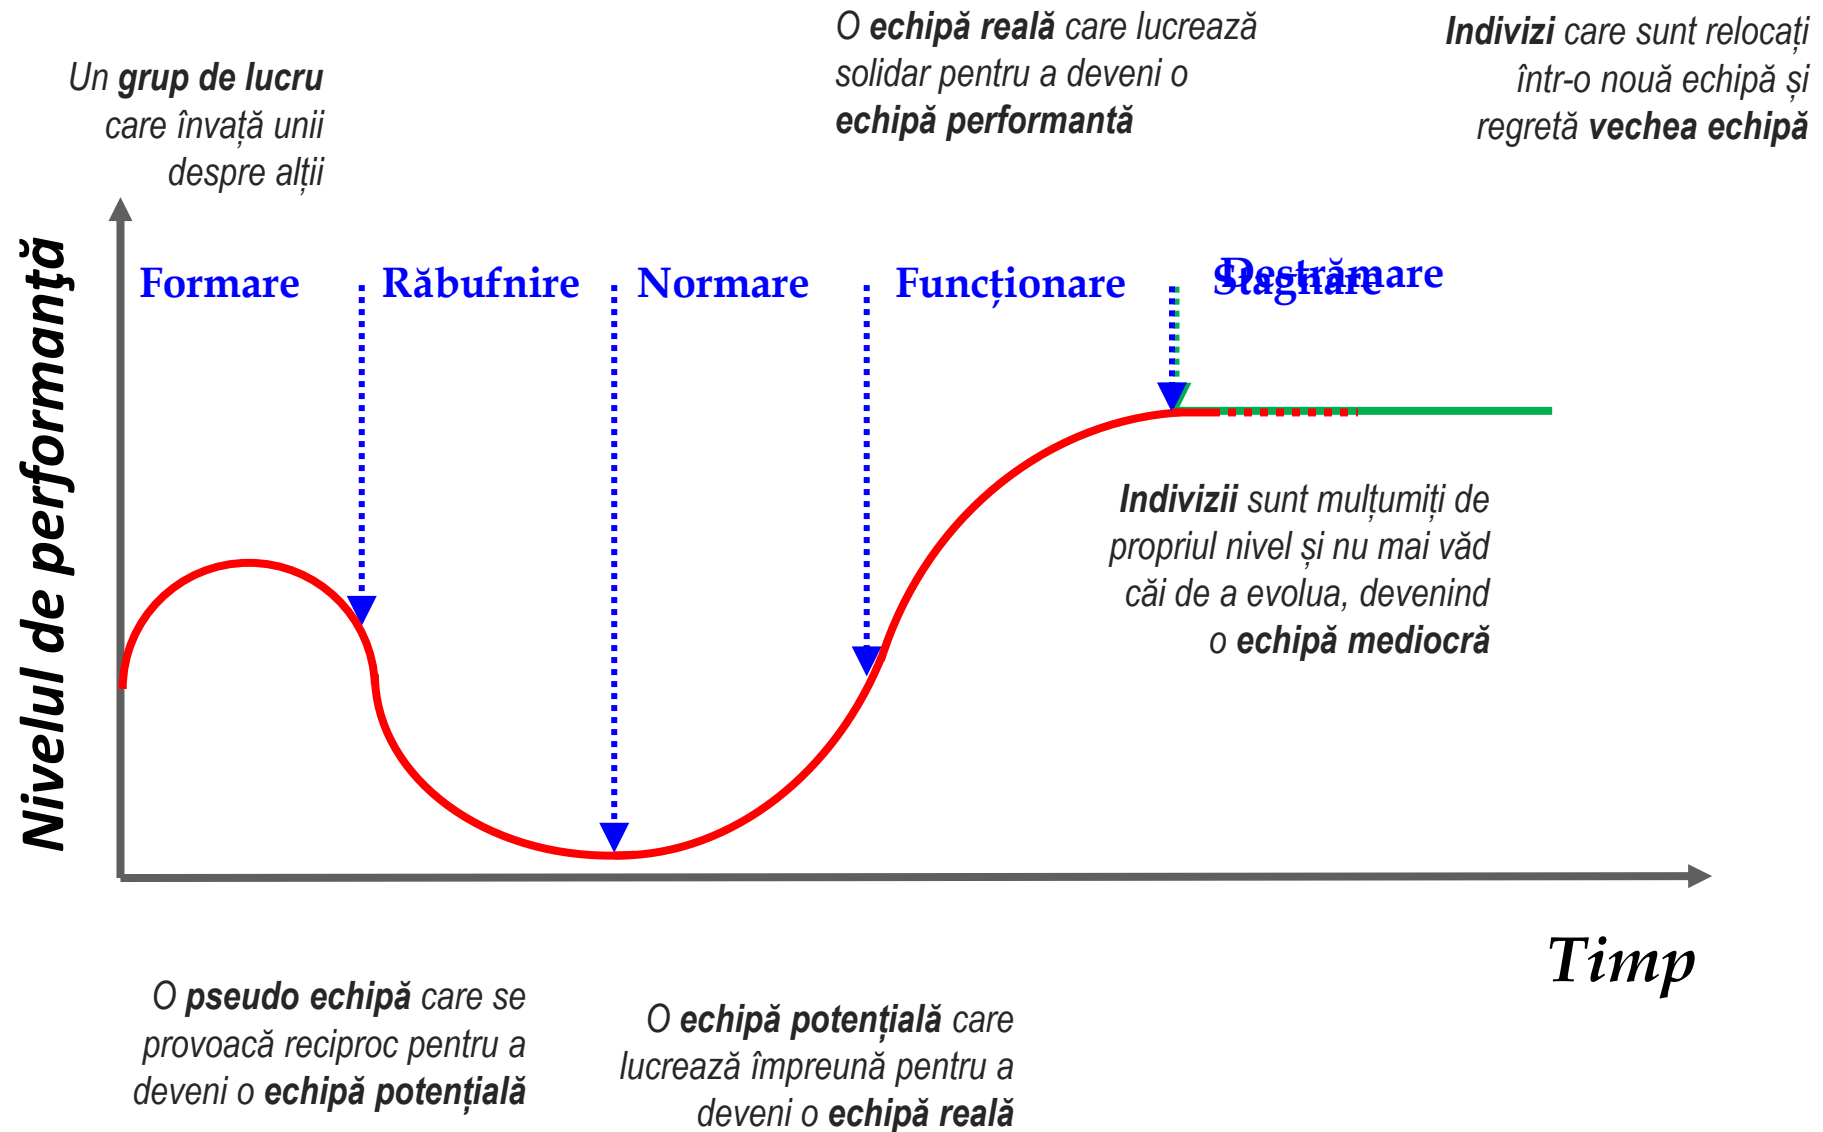 Un grup de lucru
care învață unii
despre alții
O echipă reală care lucrează
solidar pentru a deveni o
echipă performantă
Indivizi care sunt relocați
într-o nouă echipă și
regretă vechea echipă
Nivelul de performanţă
Formare
Răbufnire
Normare
Funcționare
Stagnare
Destrămare
Indivizii sunt mulțumiți de
propriul nivel și nu mai văd
căi de a evolua, devenind
o echipă mediocră
Timp
O pseudo echipă care se
provoacă reciproc pentru a
deveni o echipă potențială
O echipă potențială care
lucrează împreună pentru a
deveni o echipă reală